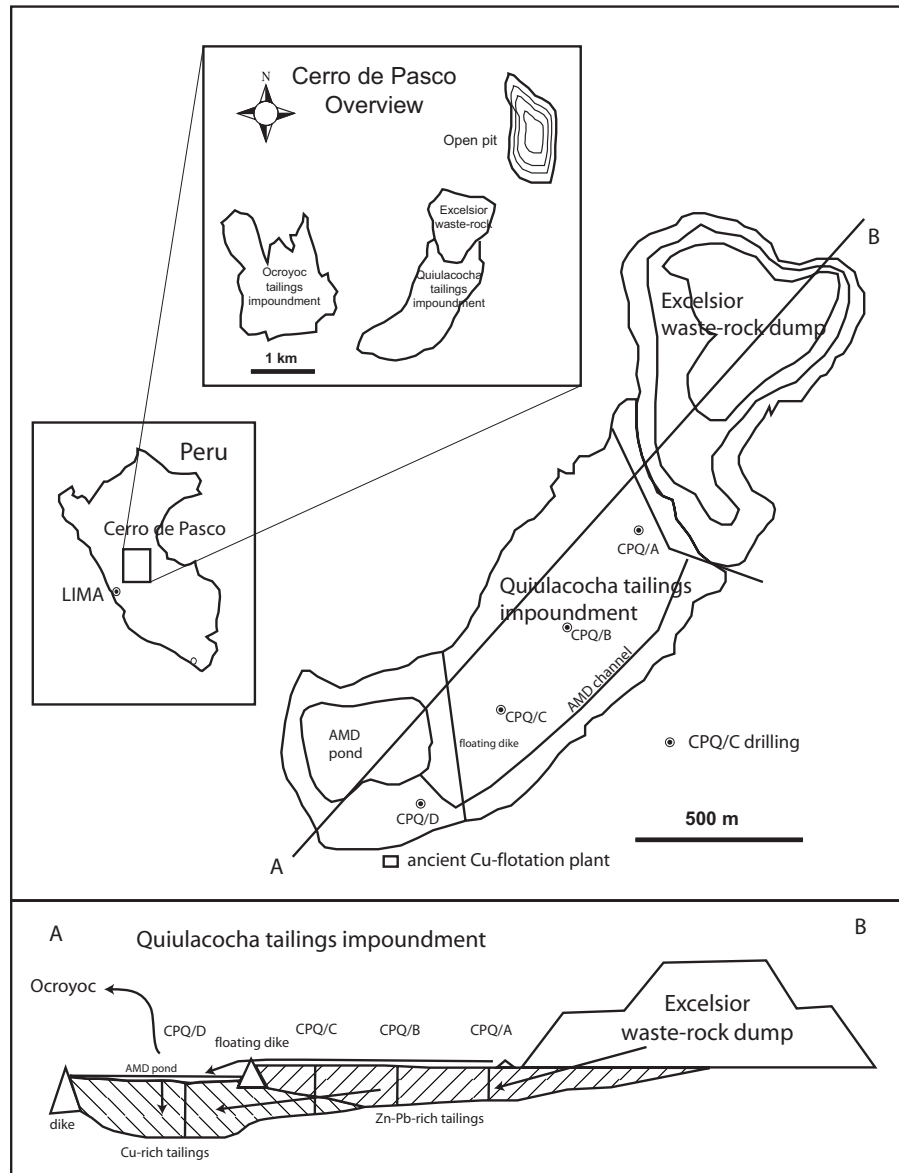 N
Cerro de Pasco
Overview
Open pit
Excelsior
waste-rock
Ocroyoc
tailings
impoundment
Quiulacocha
tailings
impoundment
1 km
B
Excelsior
waste-rock dump
Peru
Cerro de Pasco
LIMA
CPQ/A
Quiulacocha tailings
impoundment
CPQ/B
AMD channel
CPQ/C
AMD
pond
floating dike
CPQ/C drilling
CPQ/D
500 m
A
ancient Cu-flotation plant
A
B
Quiulacocha tailings impoundment
Ocroyoc
Excelsior
waste-rock dump
CPQ/D
floating dike
CPQ/C
CPQ/B
CPQ/A
AMD pond
dike
Zn-Pb-rich tailings
Cu-rich tailings